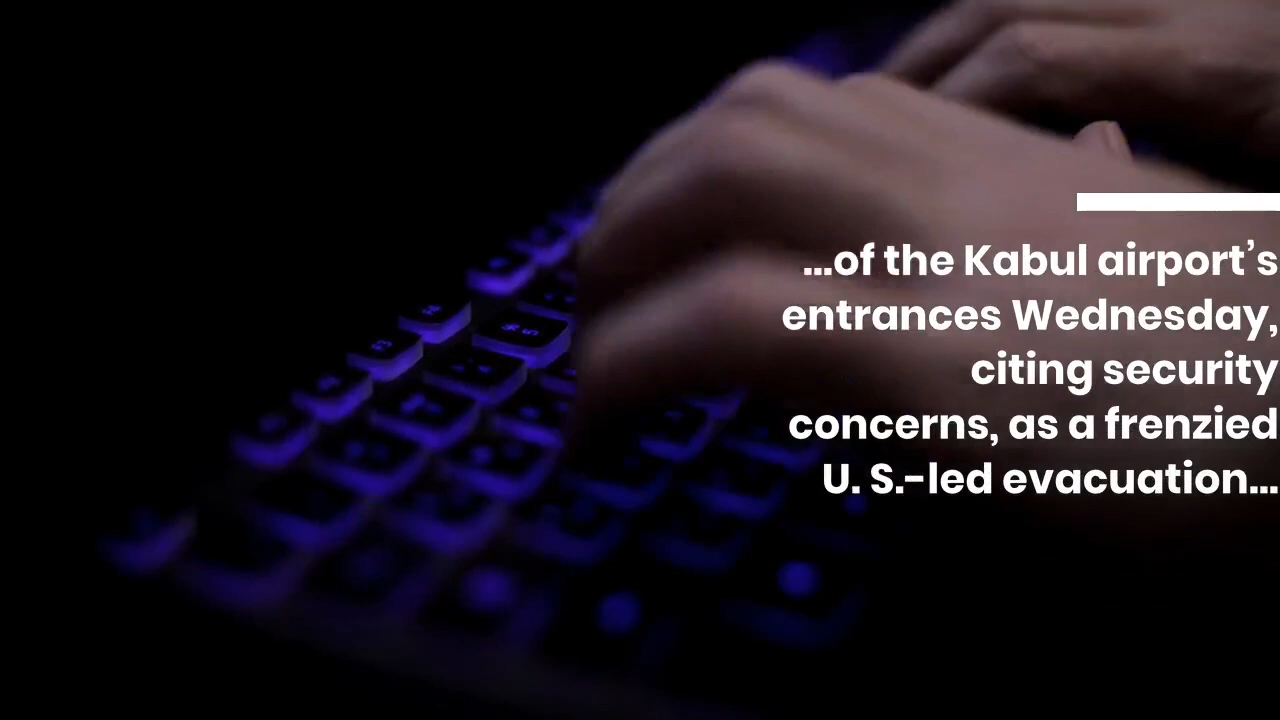 ...of the Kabul airport’s
entrances Wednesday,
citing security
concerns, as a frenzied
U. S.-led evacuation...